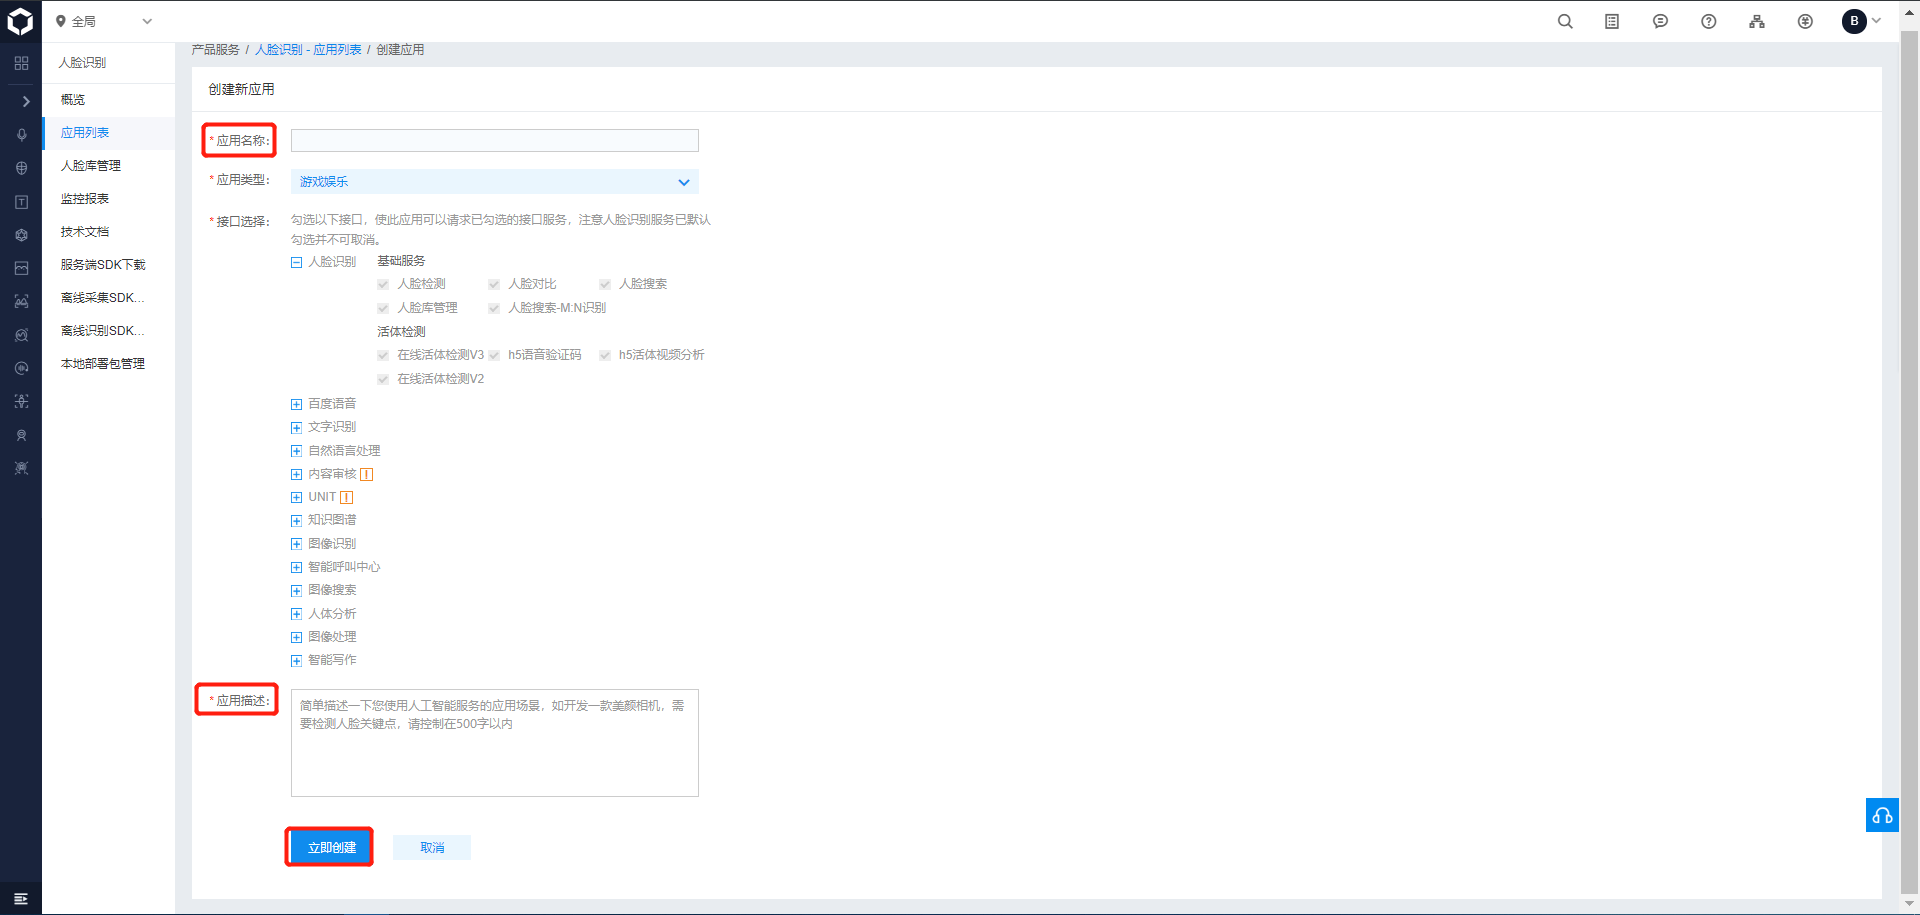 全局
B
人脸识别
概览
应用列表
人脸库管理
监控报表
技术文档
服务端SDK下载
离线采集SDK...
离线识别SDK...
本地部署包管理
产品服务 / 人脸识别 - 应用列表 / 创建应用
创建新应用
* 应用名称:
* 应用类型: 游戏娱乐
* 接口选择: 勾选以下接口，使此应用可以请求已勾选的接口服务，注意人脸识别服务已默认
勾选并不可取消。
人脸识别 基础服务
人脸检测 人脸对比 人脸搜索
人脸库管理 人脸搜索-M:N识别
活体检测
在线活体检测V3 h5语音验证码 h5活体视频分析
在线活体检测V2
百度语音
文字识别
自然语言处理
内容审核
UNIT
知识图谱
图像识别
智能呼叫中心
图像搜索
人体分析
图像处理
智能写作
* 应用描述: 简单描述一下您使用人工智能服务的应用场景，如开发一款美颜相机，需
要检测人脸关键点，请控制在500字以内
立即创建 取消